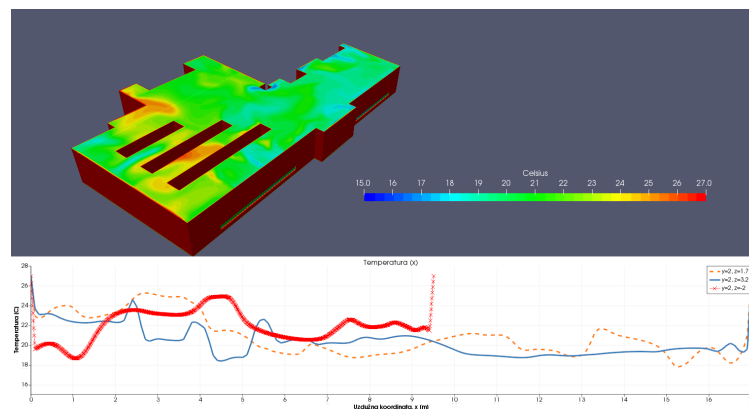 Celsius
15.0 16 17 18 19 20 21 22 23 24 25 26 27.0
Temperatura (x)
y=2, z=1.7
y=2, z=3.2
y=2, z=-2
Temperatura (C)
28
26
24
22
20
18
16
0 1 2 3 4 5 6 7 8 9 10 11 12 13 14 15 16
Uzdužna koordinata, x (m)